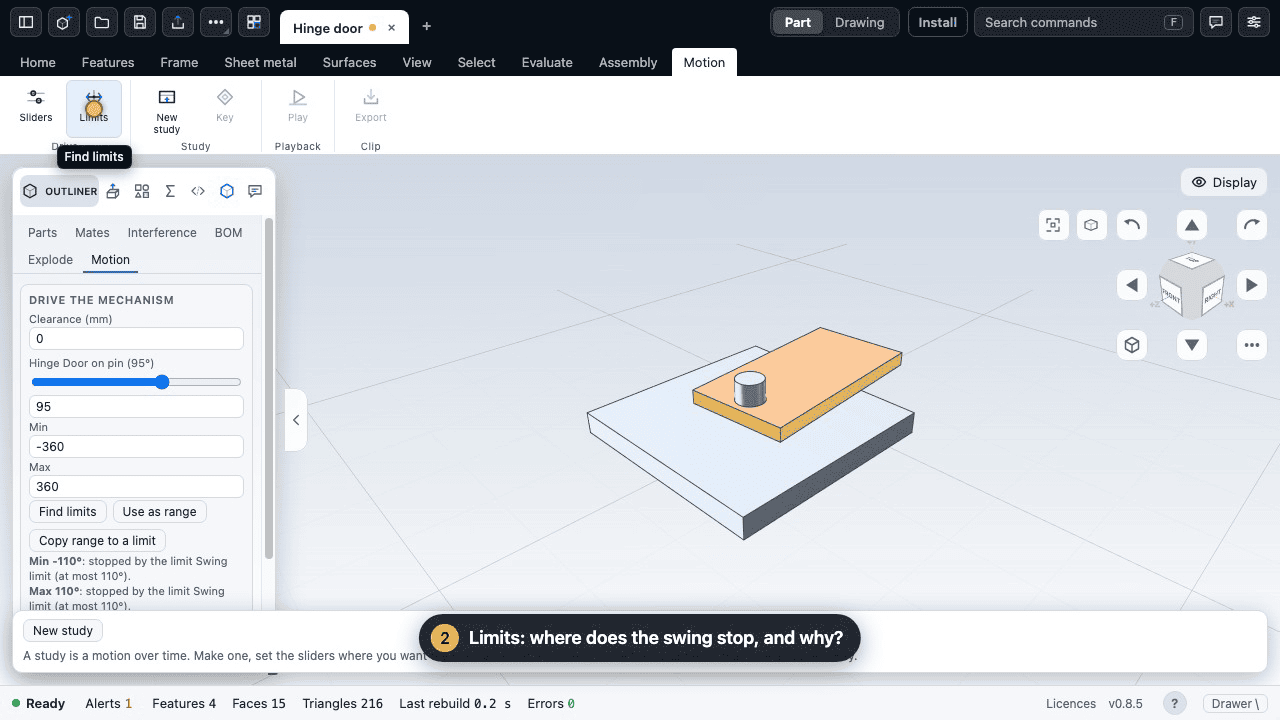 Hinge door
Part
Drawing
Install
Search commands
F
Home
Features
Frame
Sheet metal
Surfaces
View
Select
Evaluate
Assembly
Motion
Sliders
Limits
New study
Key
Play
Export
Study
Playback
Clip
Find limits
Display
OUTLINER
Parts
Mates
Interference
BOM
Explode
Motion
DRIVE THE MECHANISM
Clearance (mm)
0
Hinge Door on pin (95°)
95
Min
-360
Max
360
Find limits
Use as range
Copy range to a limit
Min -110°: stopped by the limit Swing
limit (at most 110°).
Max 110°: stopped by the limit Swing
limit (at most 110°).
TOP
FRONT
RIGHT
New study
A study is a motion over time. Make one, set the sliders where you want
2 Limits: where does the swing stop, and why?
Ready
Alerts 1
Features 4
Faces 15
Triangles 216
Last rebuild 0.2 s
Errors 0
Licences
v0.8.5
?
Drawer \